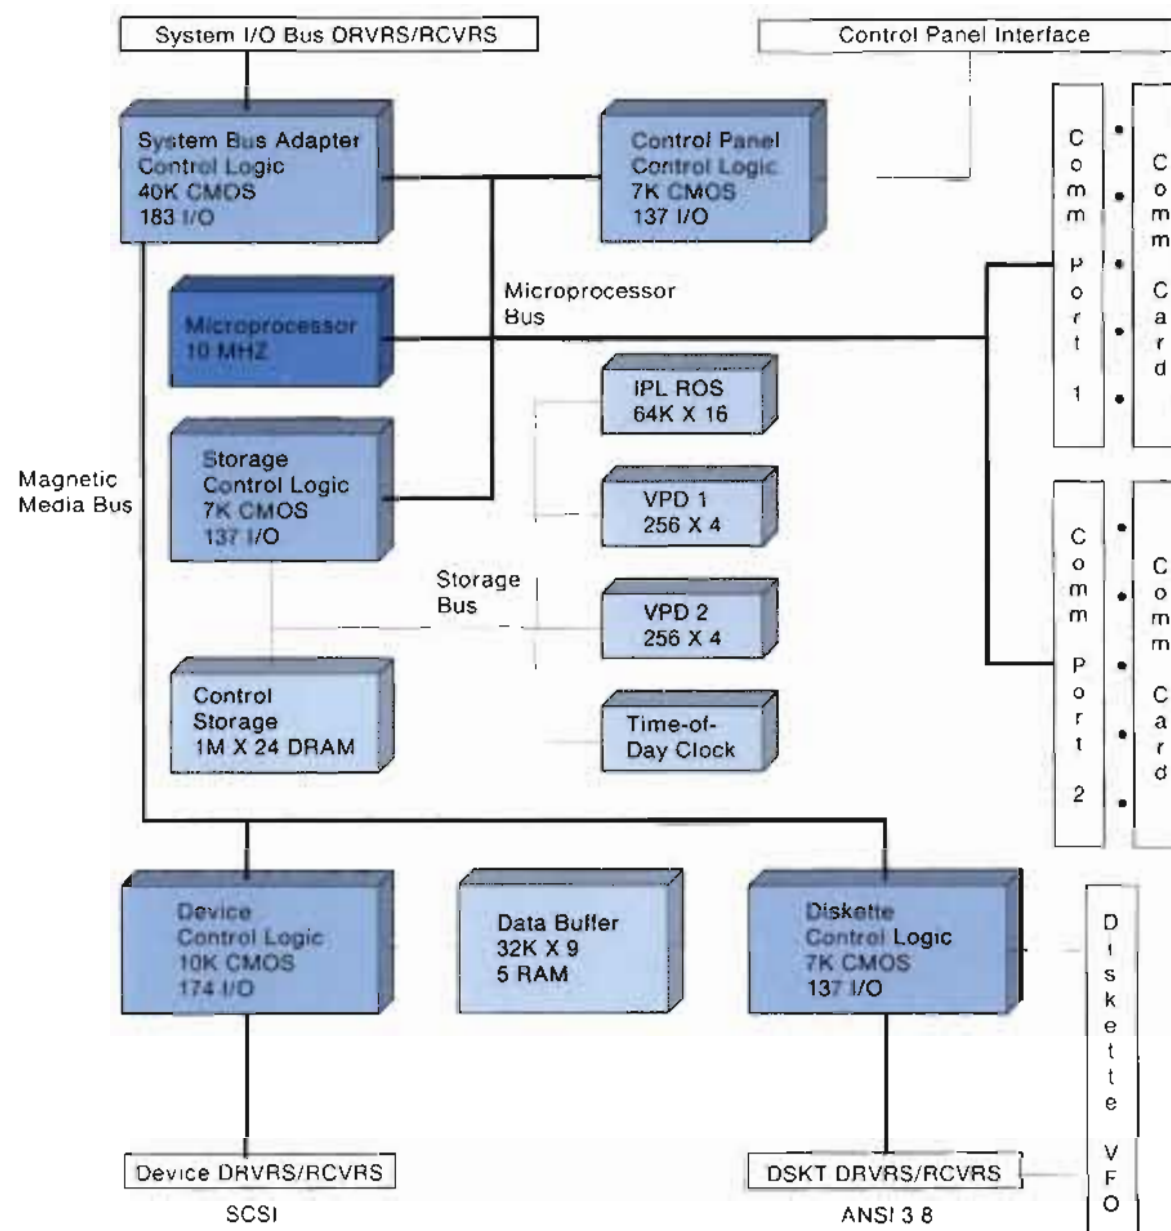 System I/O Bus DRVRS/RCVRS
Control Panel Interface
System Bus Adapter
Control Logic
40K CMOS
183 I/O
Control Panel
Control Logic
7K CMOS
137 I/O
Comm Port 1
Comm Card
Microprocessor
10 MHZ
Microprocessor
Bus
IPL ROS
64K X 16
Storage
Control Logic
7K CMOS
137 I/O
Magnetic
Media Bus
VPD 1
256 X 4
Storage
Bus
VPD 2
256 X 4
Comm Port 2
Comm Card
Control
Storage
1M X 24 DRAM
Time-of-
Day Clock
Device
Control Logic
10K CMOS
174 I/O
Data Buffer
32K X 9
5 RAM
Diskette
Control Logic
7K CMOS
137 I/O
Diskette VFO
Device DRVRS/RCVRS
SCSI
DSKT DRVRS/RCVRS
ANSI 3 8